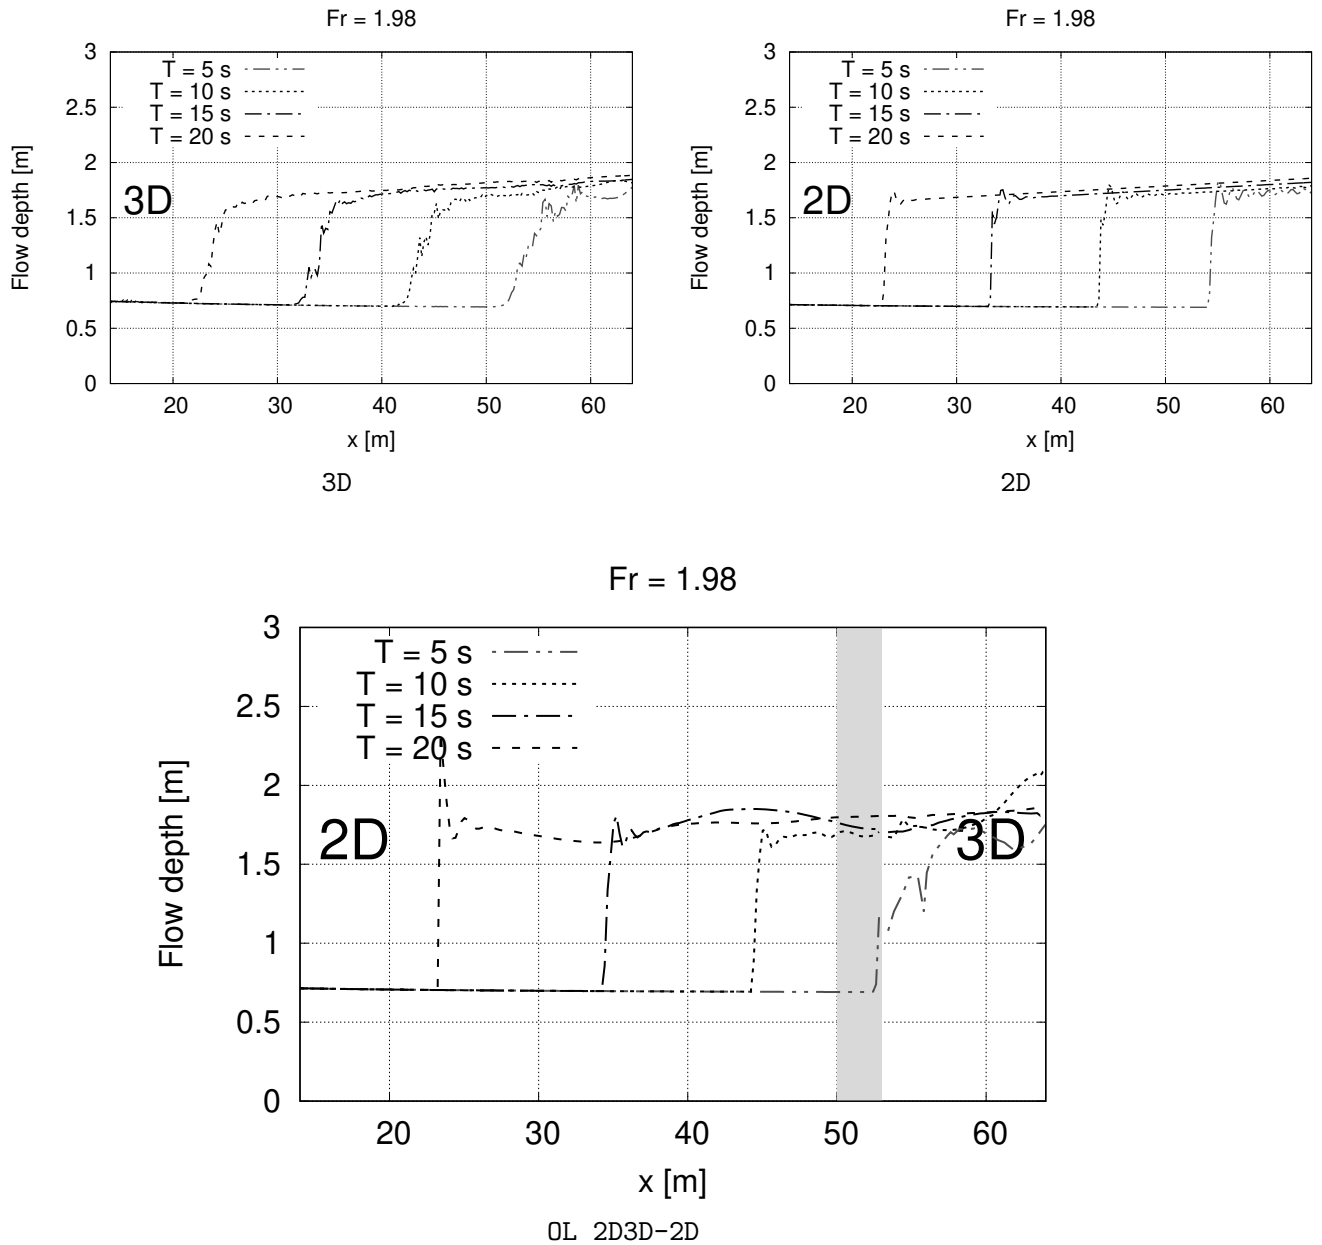 Fr = 1.98
3
2.5
2
1.5
1
0.5
0
Flow depth [m]
T = 5 s
T = 10 s
T = 15 s
T = 20 s
3D
20 30 40 50 60
x [m]
3D
Fr = 1.98
3
2.5
2
1.5
1
0.5
0
Flow depth [m]
T = 5 s
T = 10 s
T = 15 s
T = 20 s
2D
20 30 40 50 60
x [m]
2D
Fr = 1.98
3
2.5
2
1.5
1
0.5
0
Flow depth [m]
T = 5 s
T = 10 s
T = 15 s
T = 20 s
2D 3D
20 30 40 50 60
x [m]
OL 2D3D-2D